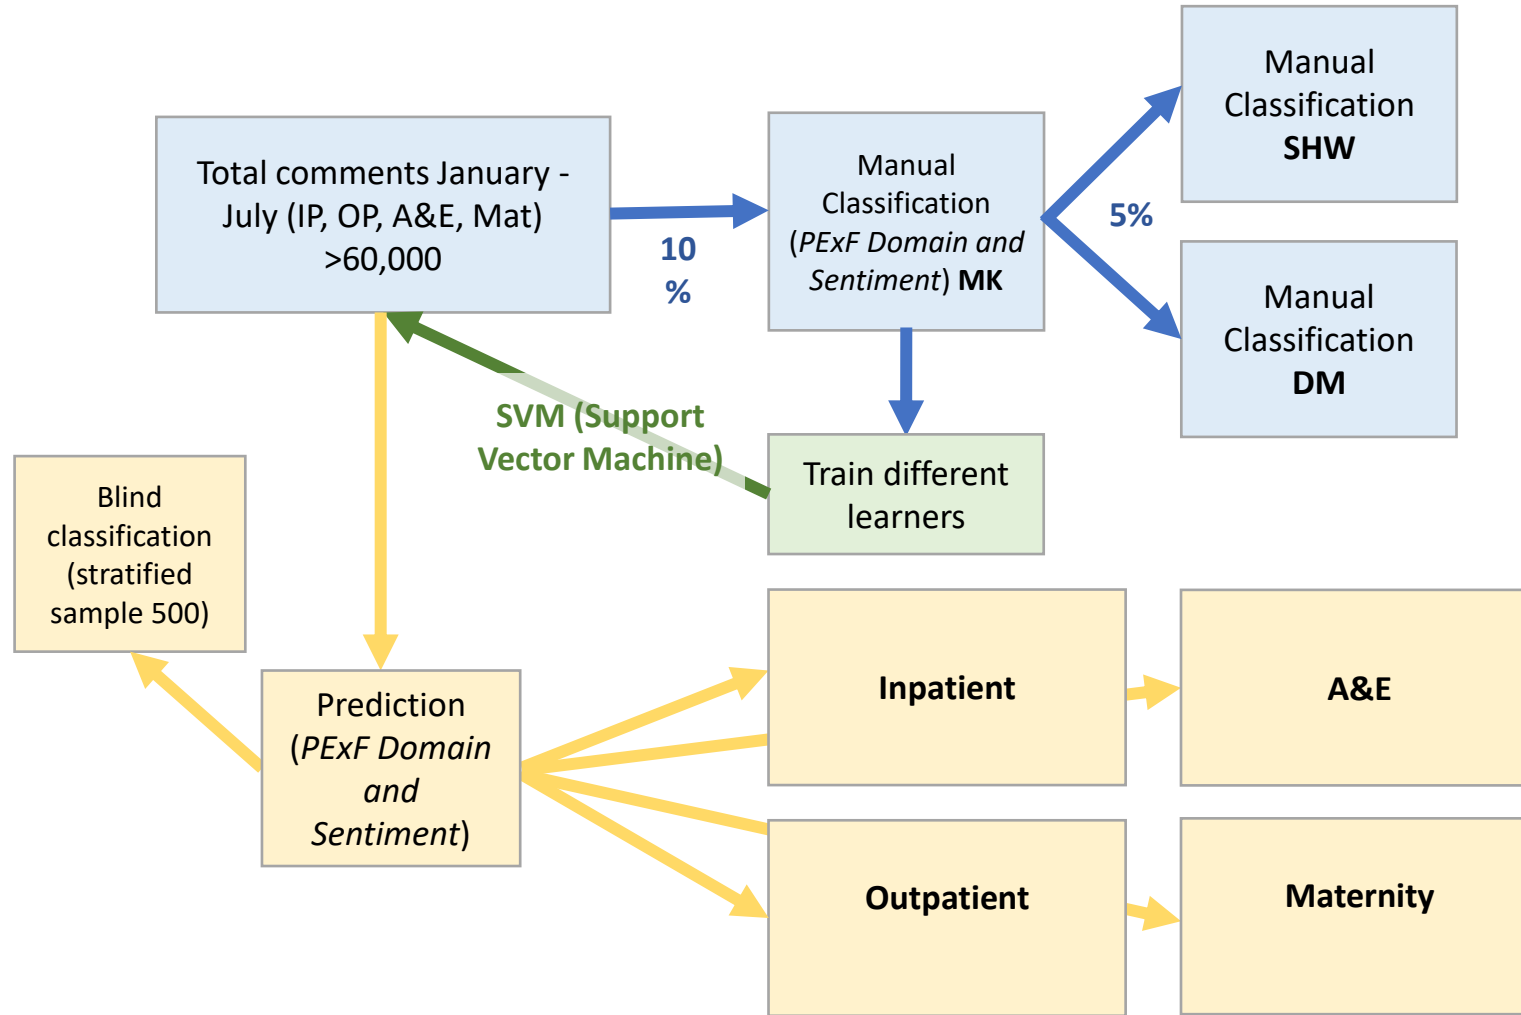 Total comments January -
July (IP, OP, A&E, Mat)
>60,000
10
%
Manual
Classification
(PExF Domain and
Sentiment) MK
5%
Manual
Classification
SHW
Manual
Classification
DM
SVM (Support
Vector Machine)
Train different
learners
Blind
classification
(stratified
sample 500)
Prediction
(PExF Domain
and
Sentiment)
Inpatient
A&E
Outpatient
Maternity